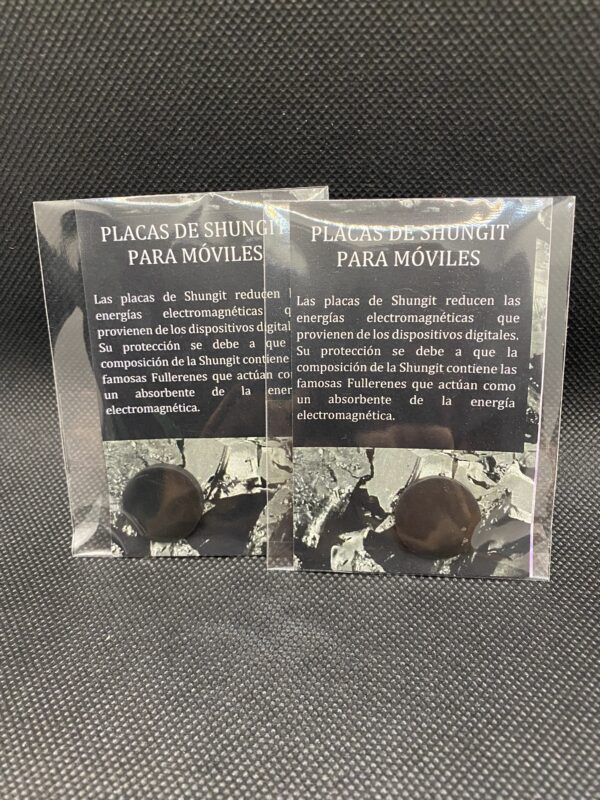 PLACAS DE SHUNGIT
PARA MÓVILES
Las placas de Shungit reducen
energías electromagnéticas
provienen de los dispositivos
Su protección se debe a que
composición de la Shungit contiene
famosas Fullerenes que actúan
un absorbente de la
electromagnética.
PLACAS DE SHUNGIT
PARA MÓVILES
Las placas de Shungit reducen las
energías electromagnéticas que
provienen de los dispositivos digitales.
Su protección se debe a que la
composición de la Shungit contiene las
famosas Fullerenes que actúan como
un absorbente de la energía
electromagnética.